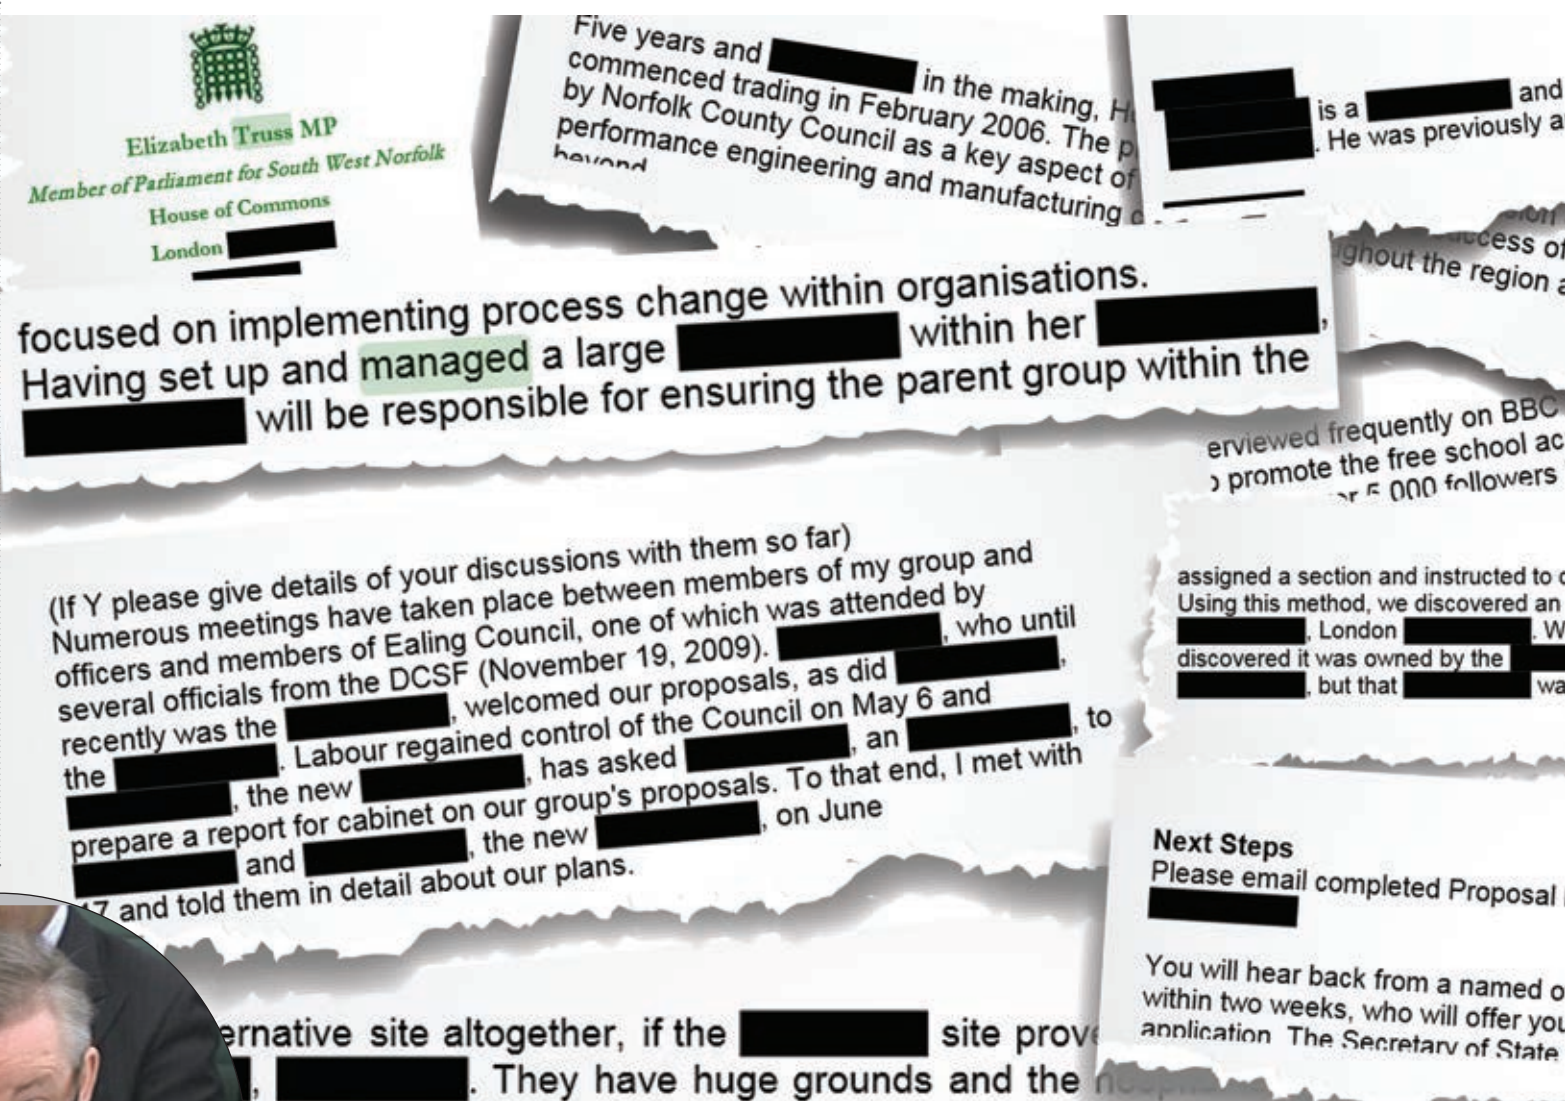 Elizabeth Truss MP
Member of Parliament for South West Norfolk
House of Commons
London
Five years and in the making,
commenced trading in February 2006. The
by Norfolk County Council as a key aspect of
performance engineering and manufacturing
beyond
is a and
. He was previously
success of
the region
focused on implementing process change within organisations.
Having set up and managed a large within her ,
will be responsible for ensuring the parent group within the
frequently on BBC
promote the free school
5,000 followers
(If Y please give details of your discussions with them so far)
Numerous meetings have taken place between members of my group and
officers and members of Ealing Council, one of which was attended by
several officials from the DCSF (November 19, 2009). , who until
recently was the , welcomed our proposals, as did ,
the . Labour regained control of the Council on May 6 and
, the new , has asked , an , to
prepare a report for cabinet on our group's proposals. To that end, I met with
and , the new , on June
17 and told them in detail about our plans.
assigned a section and instructed to
Using this method, we discovered an
, London . W
discovered it was owned by the
, but that
Next Steps
Please email completed Proposal
You will hear back from a named
within two weeks, who will offer you
application. The Secretary of State
site altogether, if the site
, . They have huge grounds and the